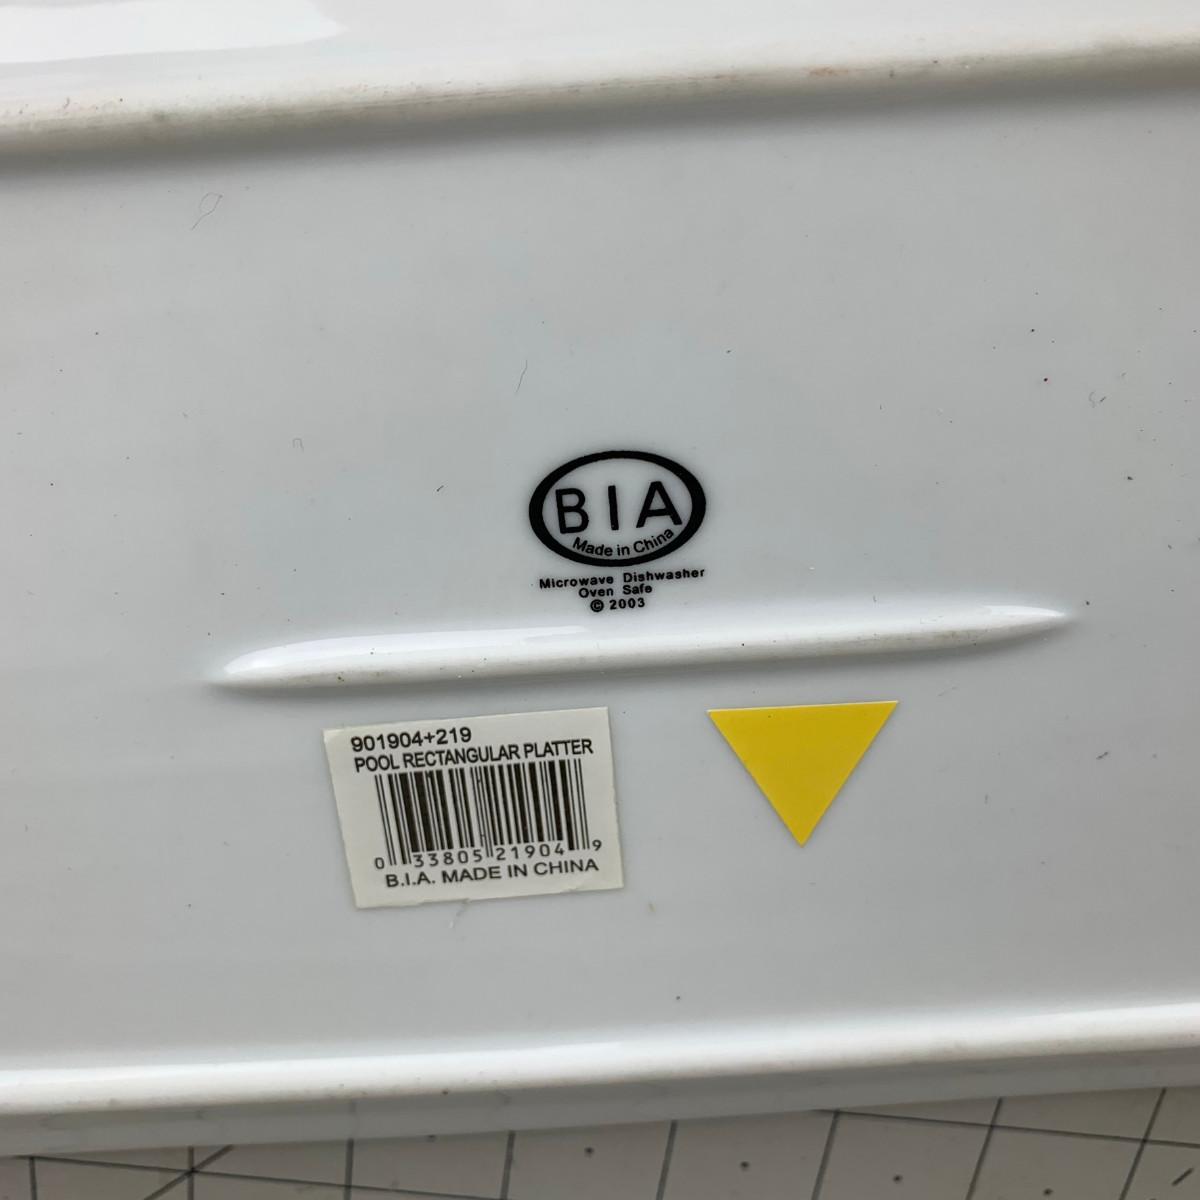 BIA
Made in China
Microwave Dishwasher
Oven Safe
© 2003
901904+219
POOL RECTANGULAR PLATTER
0 33805 21904 9
B.I.A. MADE IN CHINA